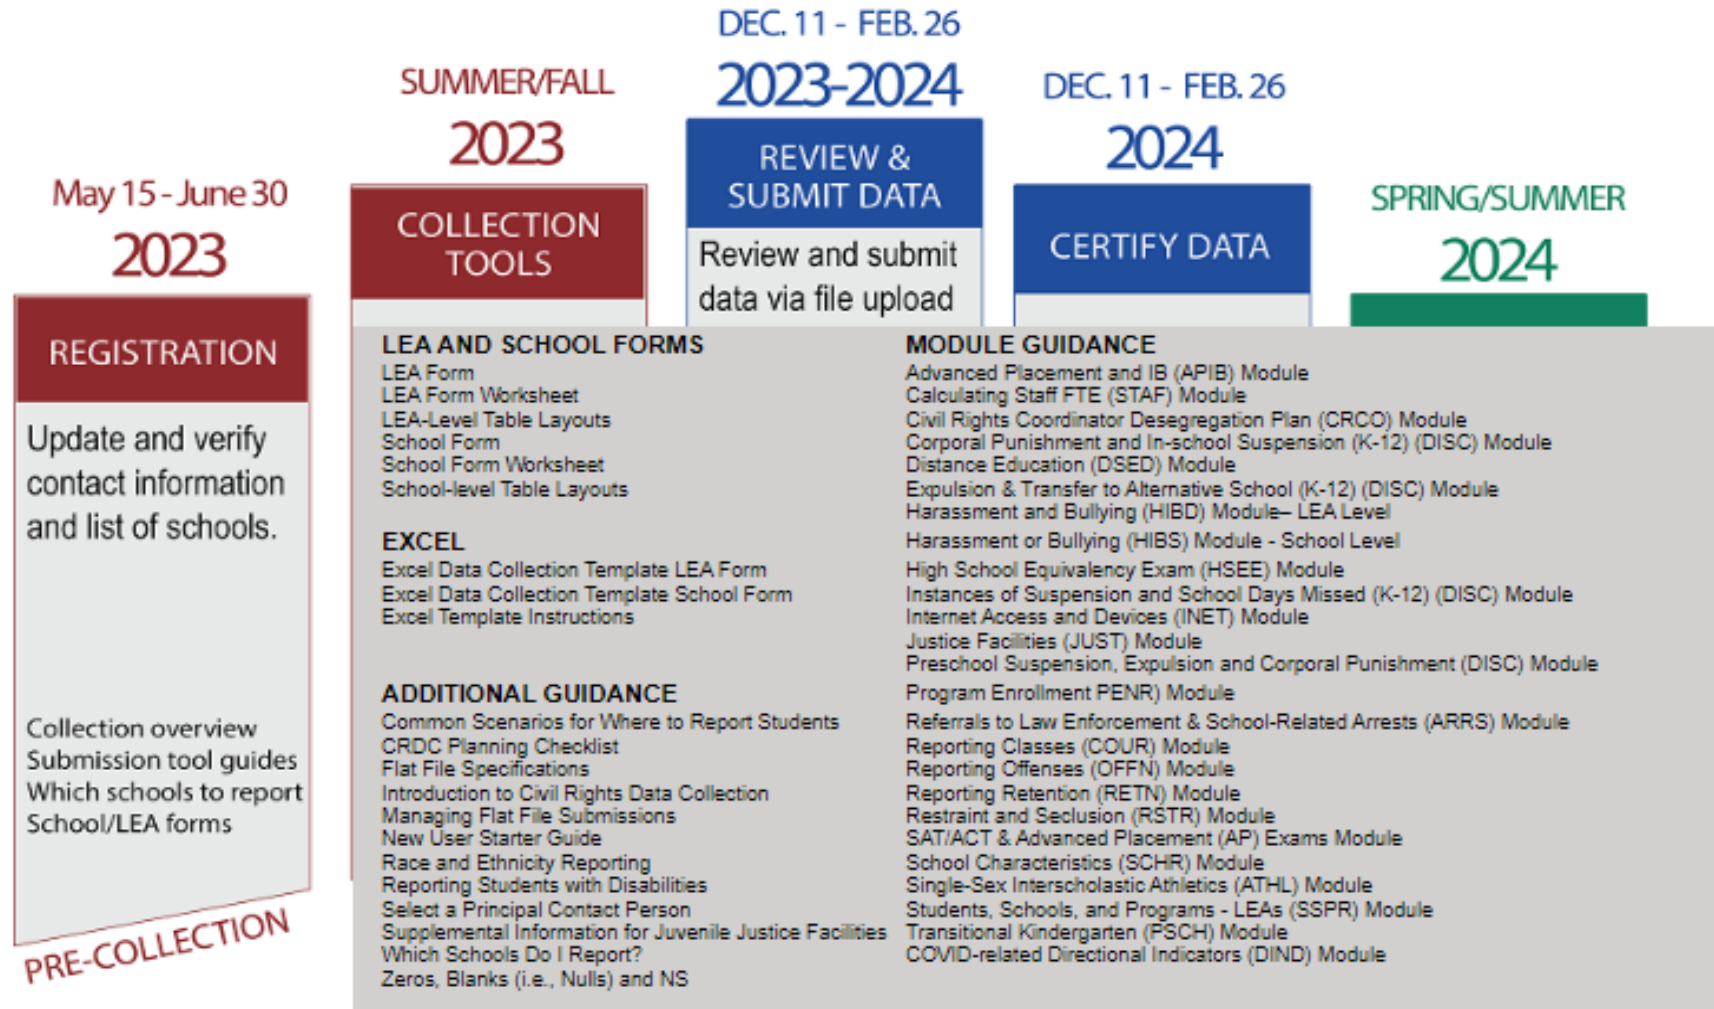 May 15 - June 30
2023
REGISTRATION
Update and verify
contact information
and list of schools.
Collection overview
Submission tool guides
Which schools to report
School/LEA forms
PRE-COLLECTION
SUMMER/FALL
2023
COLLECTION
TOOLS
DEC. 11 - FEB. 26
2023-2024
REVIEW &
SUBMIT DATA
Review and submit
data via file upload
DEC. 11 - FEB. 26
2024
CERTIFY DATA
SPRING/SUMMER
2024
LEA AND SCHOOL FORMS
LEA Form
LEA Form Worksheet
LEA-Level Table Layouts
School Form
School Form Worksheet
School-level Table Layouts
EXCEL
Excel Data Collection Template LEA Form
Excel Data Collection Template School Form
Excel Template Instructions
ADDITIONAL GUIDANCE
Common Scenarios for Where to Report Students
CRDC Planning Checklist
Flat File Specifications
Introduction to Civil Rights Data Collection
Managing Flat File Submissions
New User Starter Guide
Race and Ethnicity Reporting
Reporting Students with Disabilities
Select a Principal Contact Person
Supplemental Information for Juvenile Justice Facilities
Which Schools Do I Report?
Zeros, Blanks (i.e., Nulls) and NS
MODULE GUIDANCE
Advanced Placement and IB (APIB) Module
Calculating Staff FTE (STAF) Module
Civil Rights Coordinator Desegregation Plan (CRCO) Module
Corporal Punishment and In-school Suspension (K-12) (DISC) Module
Distance Education (DSED) Module
Expulsion & Transfer to Alternative School (K-12) (DISC) Module
Harassment and Bullying (HIBD) Module– LEA Level
Harassment or Bullying (HIBS) Module - School Level
High School Equivalency Exam (HSEE) Module
Instances of Suspension and School Days Missed (K-12) (DISC) Module
Internet Access and Devices (INET) Module
Justice Facilities (JUST) Module
Preschool Suspension, Expulsion and Corporal Punishment (DISC) Module
Program Enrollment PENR) Module
Referrals to Law Enforcement & School-Related Arrests (ARRS) Module
Reporting Classes (COUR) Module
Reporting Offenses (OFFN) Module
Reporting Retention (RETN) Module
Restraint and Seclusion (RSTR) Module
SAT/ACT & Advanced Placement (AP) Exams Module
School Characteristics (SCHR) Module
Single-Sex Interscholastic Athletics (ATHL) Module
Students, Schools, and Programs - LEAs (SSPR) Module
Transitional Kindergarten (PSCH) Module
COVID-related Directional Indicators (DIND) Module